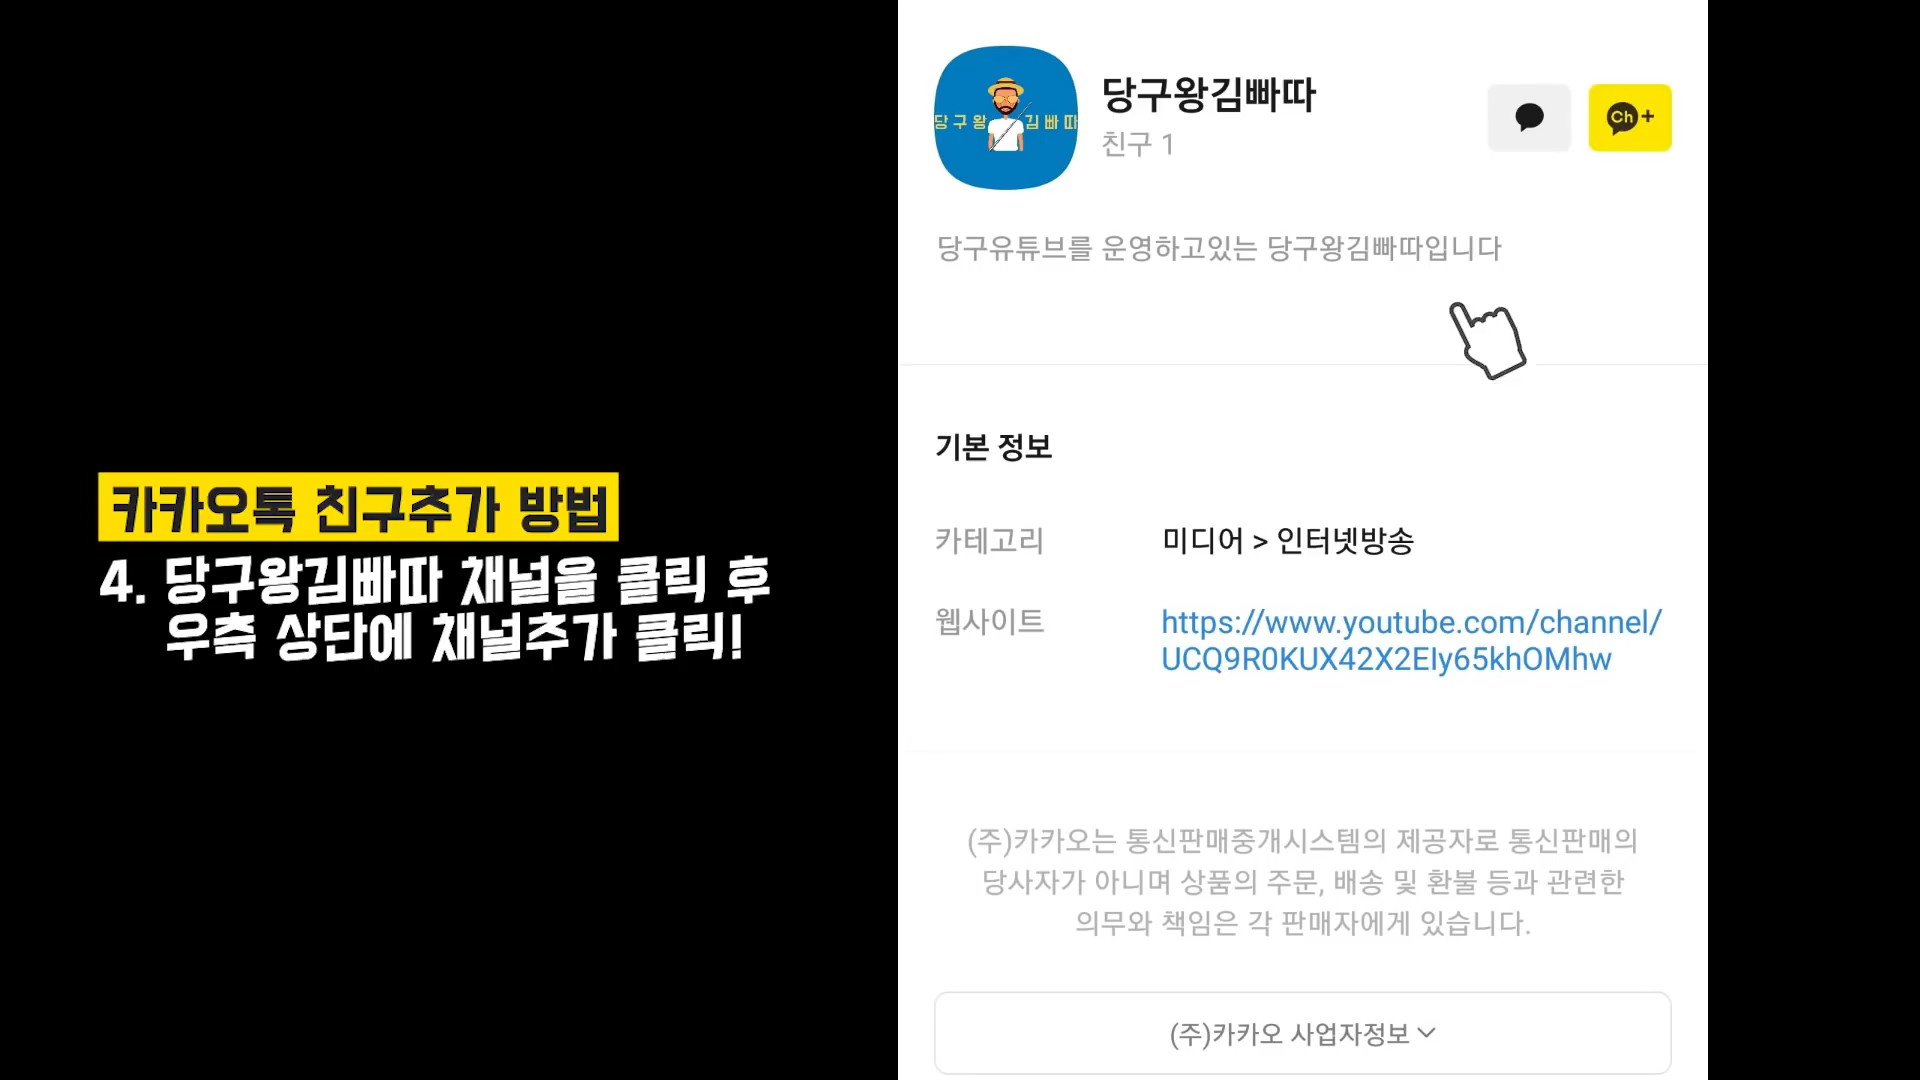 카카오톡 친구추가 방법
4. 당구왕김빠따 채널을 클릭 후
우측 상단에 채널추가 클릭!
당구왕 김빠따
당구왕김빠따
친구 1
Ch+
당구유튜브를 운영하고있는 당구왕김빠따입니다
기본 정보
카테고리 미디어 > 인터넷방송
웹사이트 https://www.youtube.com/channel/
UCQ9R0KUX42X2EIy65khOMhw
(주)카카오는 통신판매중개시스템의 제공자로 통신판매의
당사자가 아니며 상품의 주문, 배송 및 환불 등과 관련한
의무와 책임은 각 판매자에게 있습니다.
(주)카카오 사업자정보